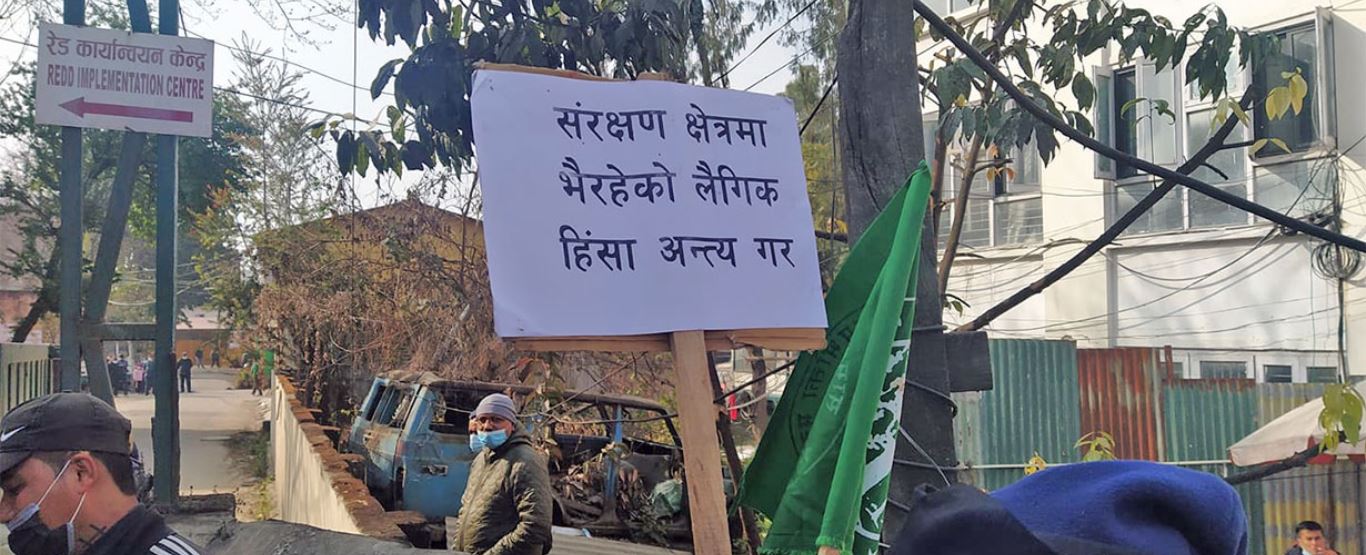 रेड कार्यान्वयन केन्द्र
REDD IMPLEMENTATION CENTRE
संरक्षण क्षेत्रमा
भैरहेको लैगिक
हिंसा अन्त्य गर